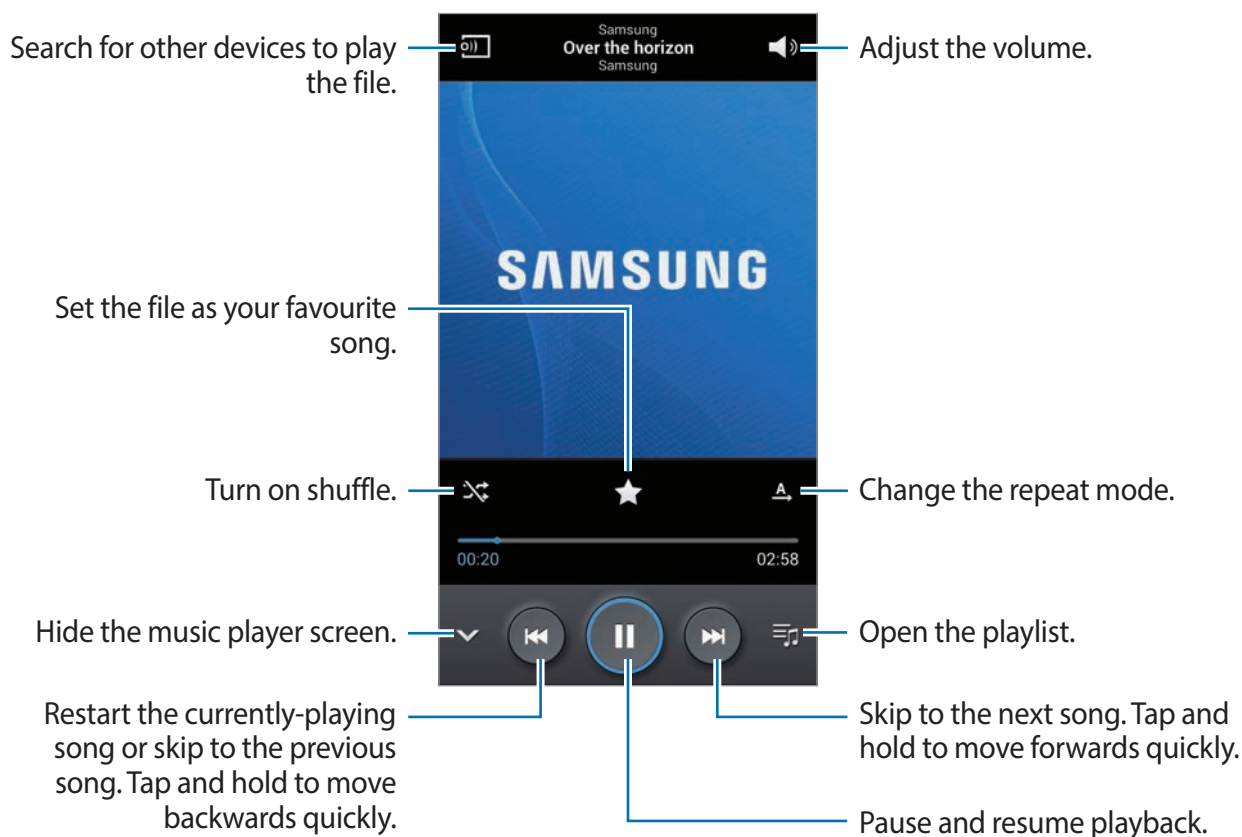 Search for other devices to play
the file.
Samsung
Over the horizon
Samsung
Adjust the volume.
SAMSUNG
Set the file as your favourite
song.
Turn on shuffle.
A
Change the repeat mode.
00:20
02:58
Hide the music player screen.
Open the playlist.
Restart the currently-playing
song or skip to the previous
song. Tap and hold to move
backwards quickly.
Skip to the next song. Tap and
hold to move forwards quickly.
Pause and resume playback.